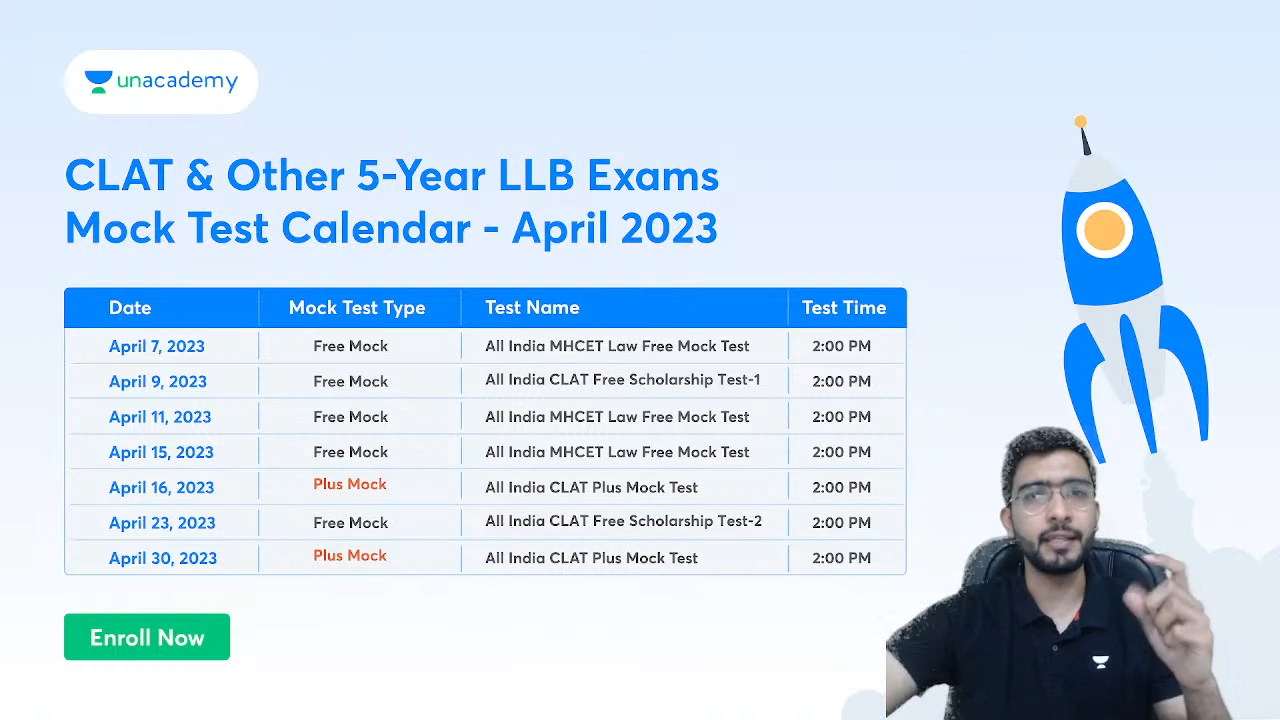 unacademy
CLAT & Other 5-Year LLB Exams
Mock Test Calendar - April 2023
Date Mock Test Type Test Name Test Time
April 7, 2023 Free Mock All India MHCET Law Free Mock Test 2:00 PM
April 9, 2023 Free Mock All India CLAT Free Scholarship Test-1 2:00 PM
April 11, 2023 Free Mock All India MHCET Law Free Mock Test 2:00 PM
April 15, 2023 Free Mock All India MHCET Law Free Mock Test 2:00 PM
April 16, 2023 Plus Mock All India CLAT Plus Mock Test 2:00 PM
April 23, 2023 Free Mock All India CLAT Free Scholarship Test-2 2:00 PM
April 30, 2023 Plus Mock All India CLAT Plus Mock Test 2:00 PM
Enroll Now